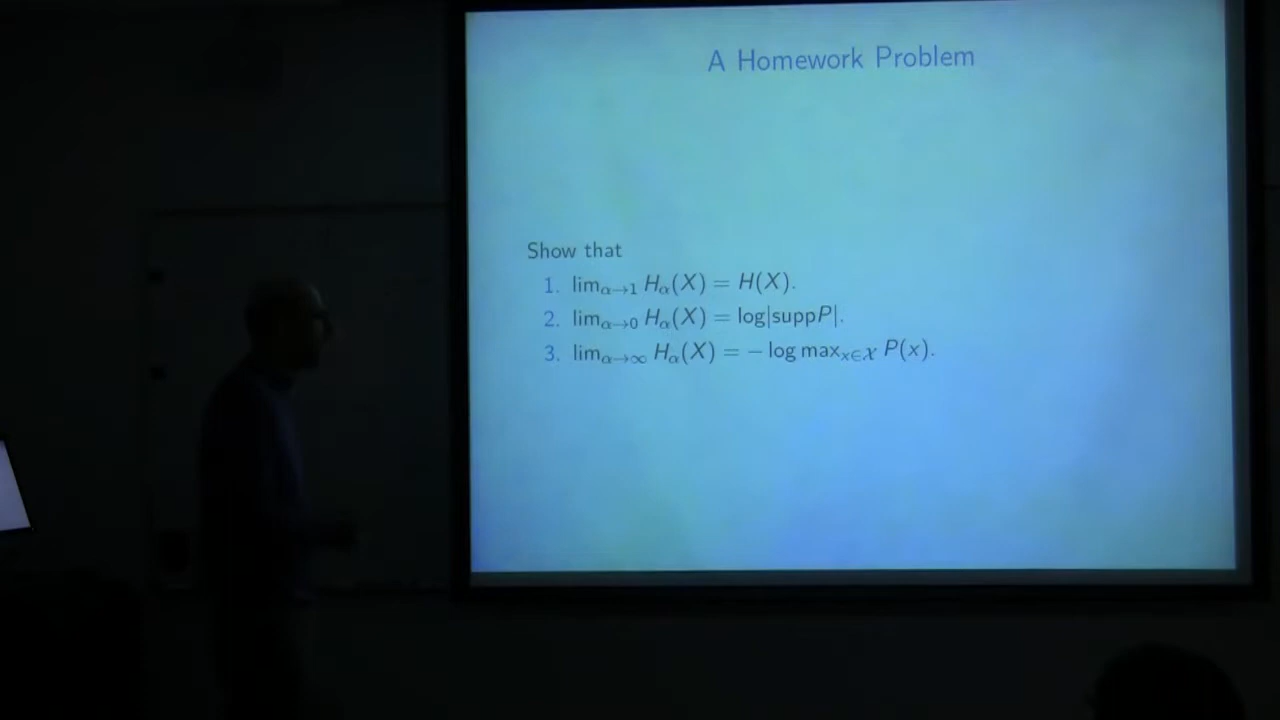 A Homework Problem
Show that
1. lim_{α→1} H_α(X) = H(X).
2. lim_{α→0} H_α(X) = log|suppP|.
3. lim_{α→∞} H_α(X) = − log max_{x∈𝒳} P(x).